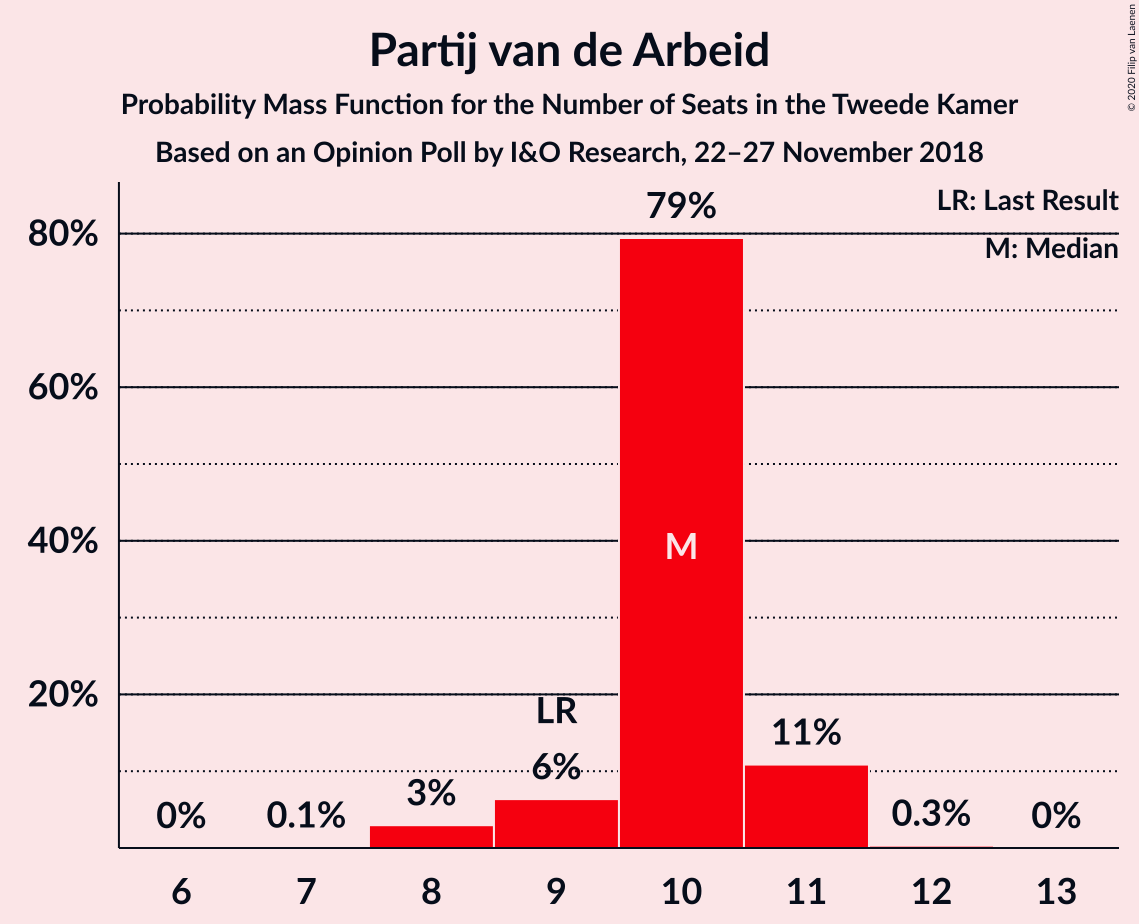 Partij van de Arbeid
Probability Mass Function for the Number of Seats in the Tweede Kamer
Based on an Opinion Poll by I&O Research, 22–27 November 2018
© 2020 Filip van Laenen
LR: Last Result
M: Median
80%
60%
40%
20%
0%
0.1%
3%
LR
6%
79%
M
11%
0.3%
0%
6 7 8 9 10 11 12 13